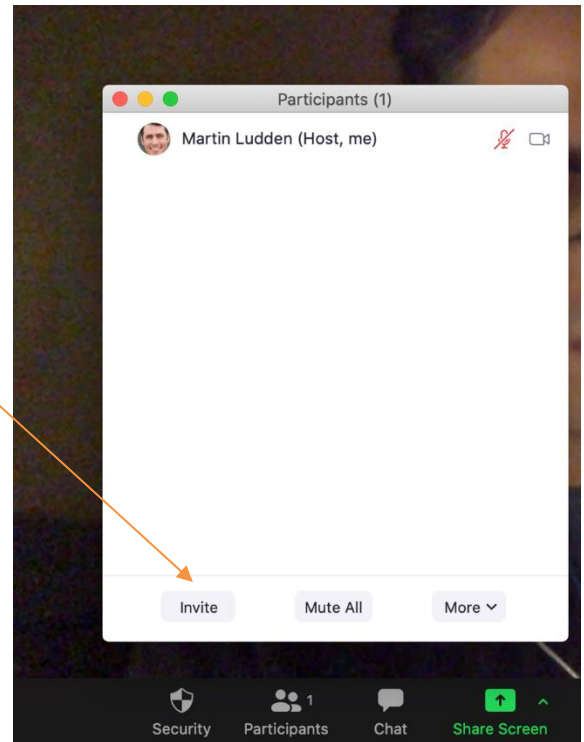 Participants (1)
Martin Ludden (Host, me)
Invite Mute All More
1
Security Participants Chat Share Screen